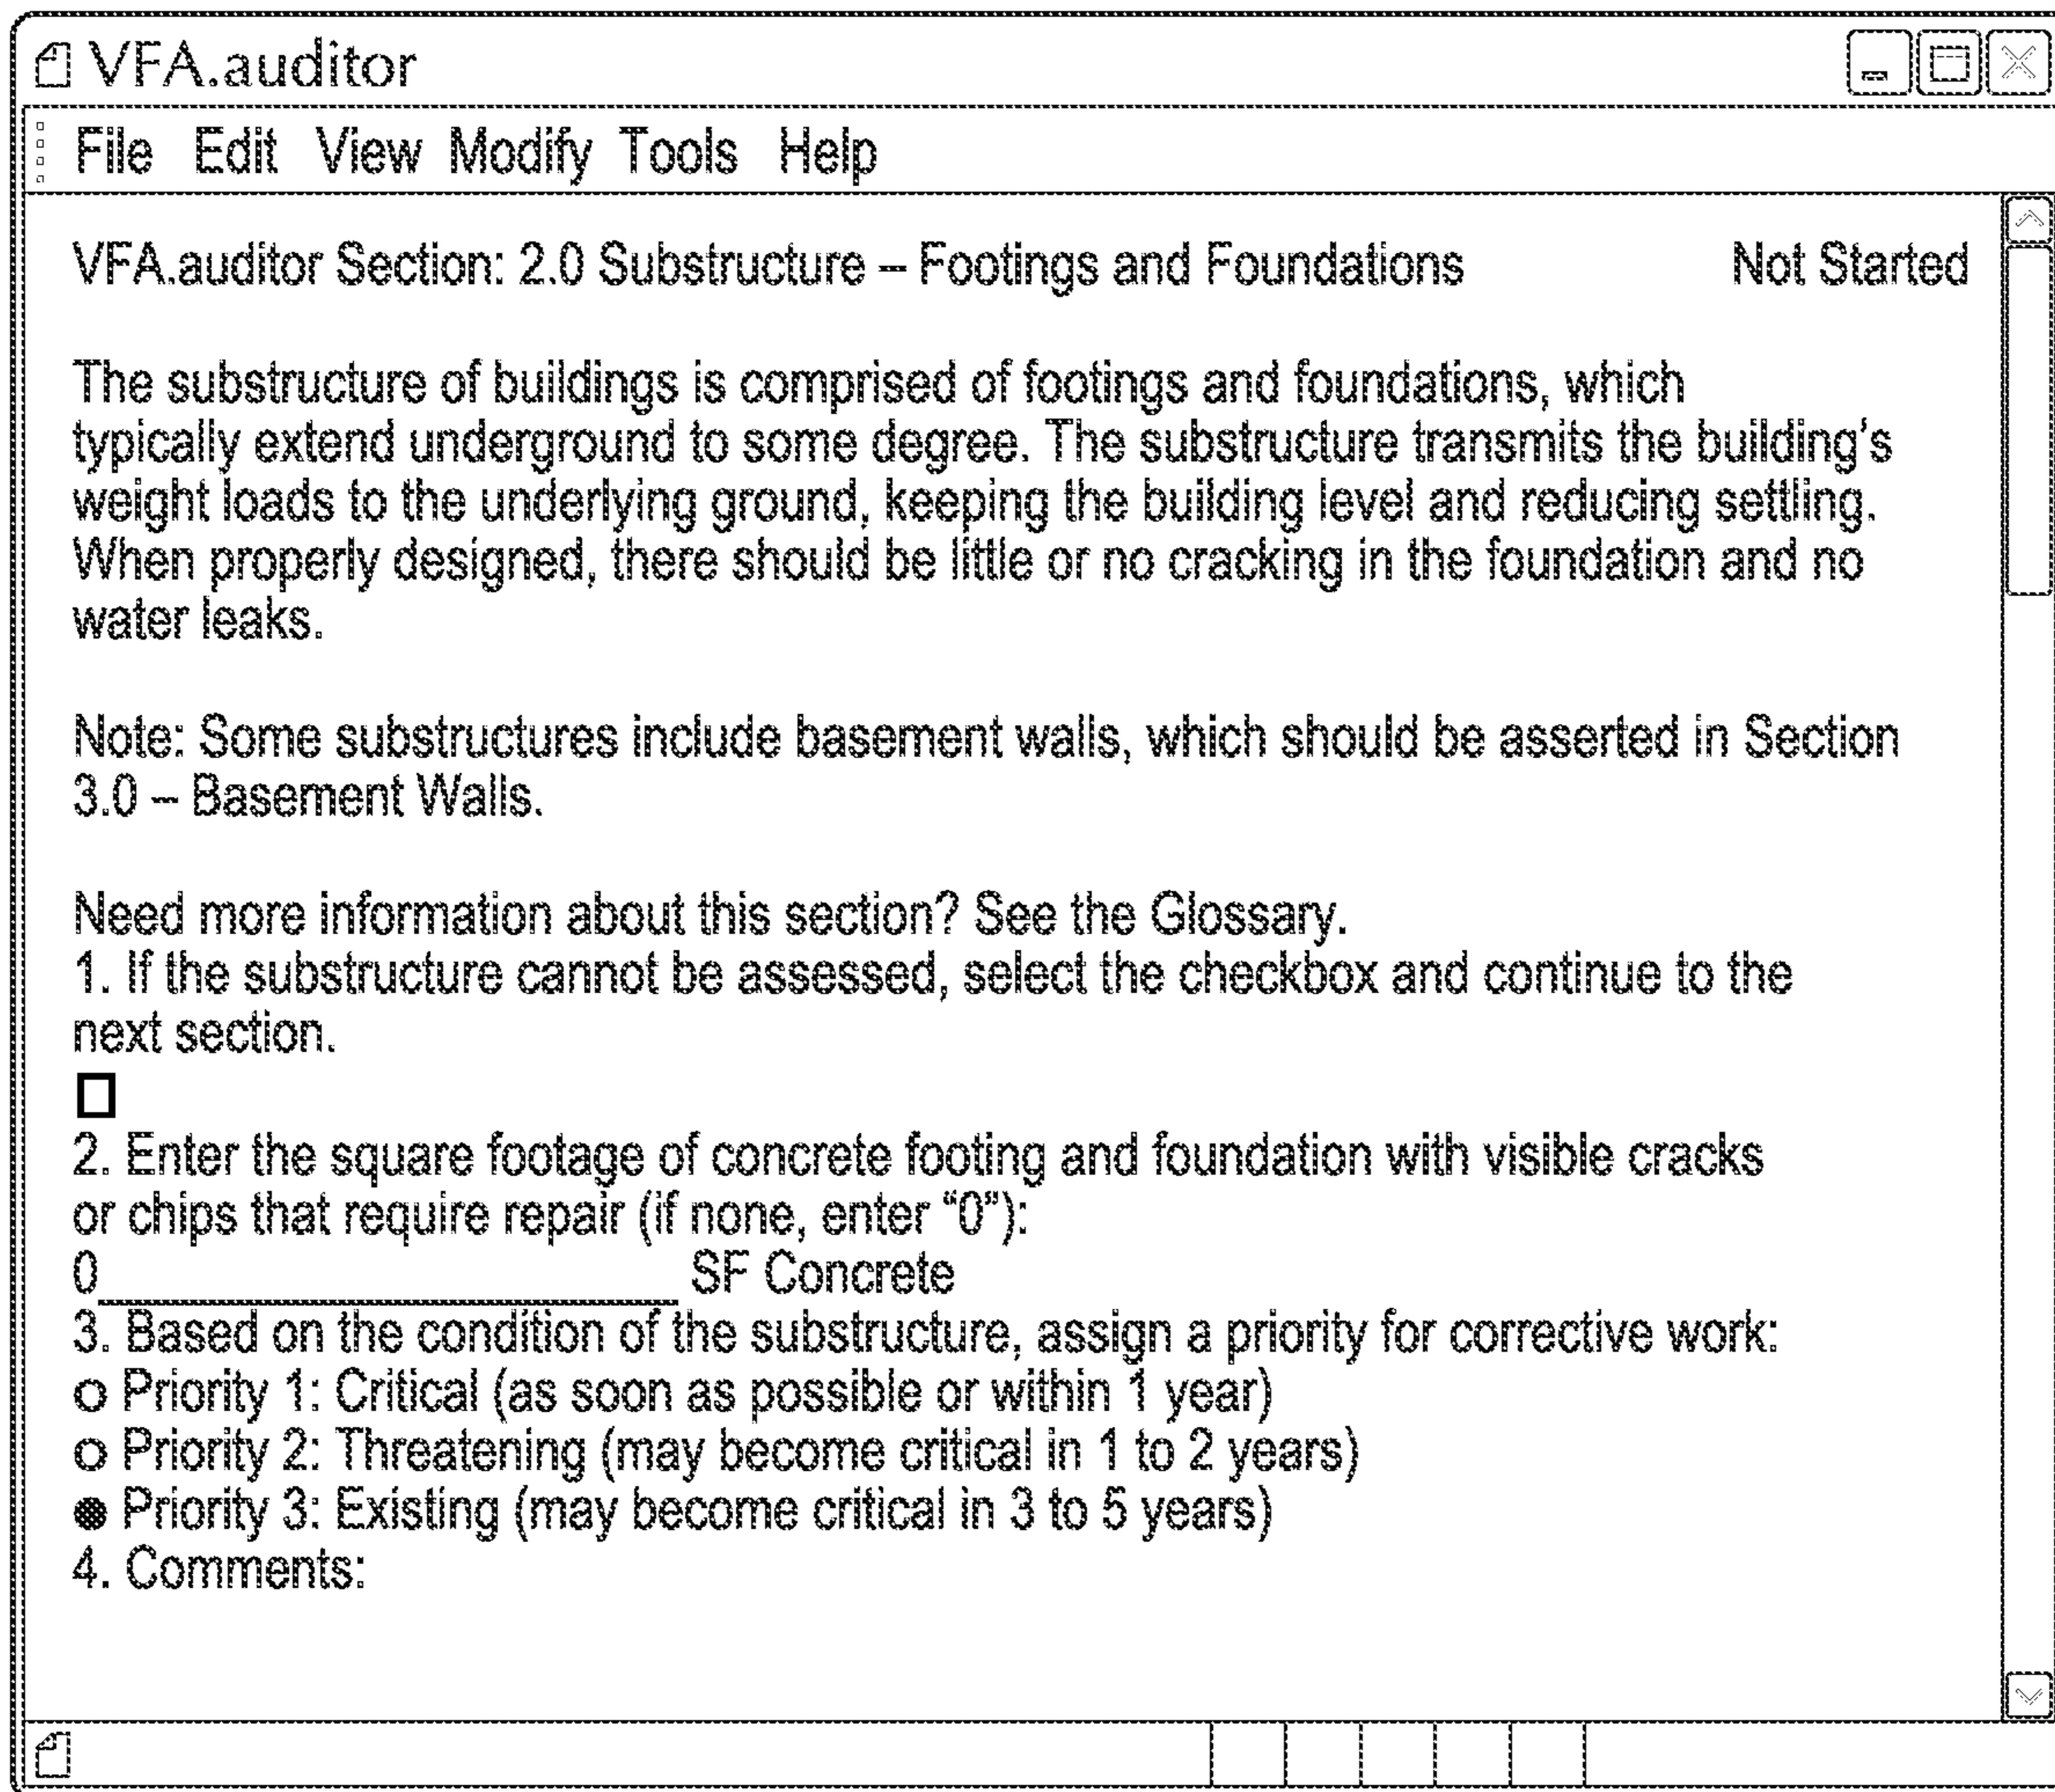 VFA.auditor
File Edit View Modify Tools Help
VFA.auditor Section: 2.0 Substructure – Footings and Foundations Not Started
The substructure of buildings is comprised of footings and foundations, which
typically extend underground to some degree. The substructure transmits the building's
weight loads to the underlying ground, keeping the building level and reducing settling.
When properly designed, there should be little or no cracking in the foundation and no
water leaks.
Note: Some substructures include basement walls, which should be asserted in Section
3.0 – Basement Walls.
Need more information about this section? See the Glossary.
1. If the substructure cannot be assessed, select the checkbox and continue to the
next section.
2. Enter the square footage of concrete footing and foundation with visible cracks
or chips that require repair (if none, enter “0”):
0 SF Concrete
3. Based on the condition of the substructure, assign a priority for corrective work:
Priority 1: Critical (as soon as possible or within 1 year)
Priority 2: Threatening (may become critical in 1 to 2 years)
Priority 3: Existing (may become critical in 3 to 5 years)
4. Comments: